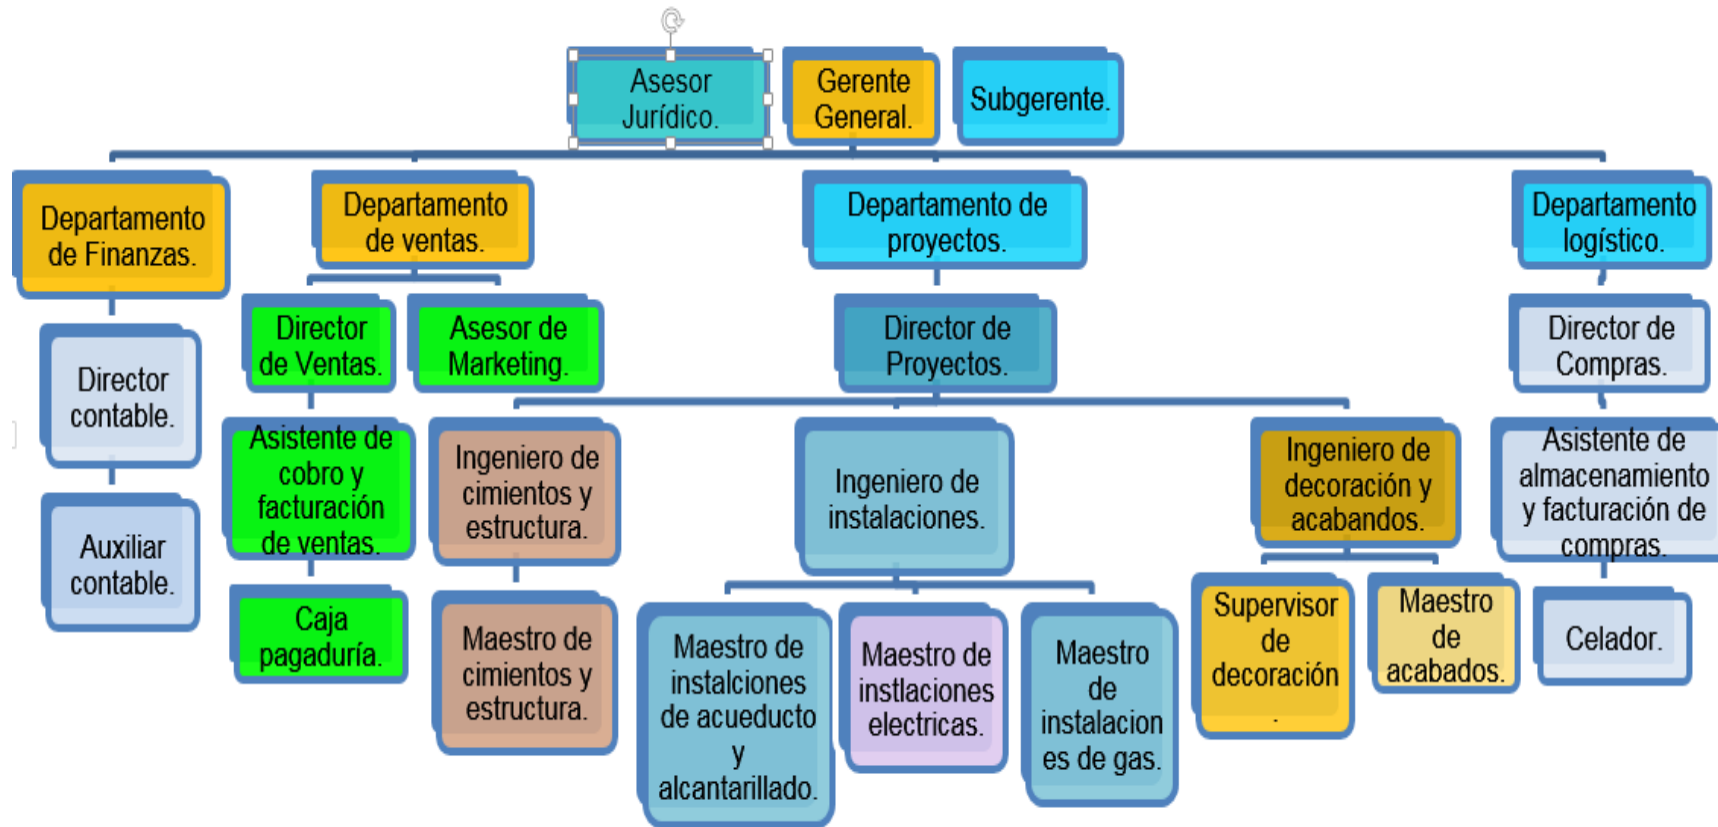 Asesor
Jurídico.
Gerente
General.
Subgerente.
Departamento
de Finanzas.
Departamento
de ventas.
Departamento de
proyectos.
Departamento
logístico.
Director
contable.
Director
de Ventas.
Asesor de
Marketing.
Director de
Proyectos.
Director de
Compras.
Auxiliar
contable.
Asistente de
cobro y
facturación
de ventas.
Ingeniero de
cimientos y
estructura.
Ingeniero de
instalaciones.
Ingeniero de
decoración y
acabandos.
Asistente de
almacenamiento
y facturación de
compras.
Caja
pagaduría.
Maestro de
cimientos y
estructura.
Maestro de
instalciones
de acueducto
y
alcantarillado.
Maestro de
instlaciones
electricas.
Maestro
de
instalacion
es de gas.
Supervisor
de
decoración
.
Maestro
de
acabados.
Celador.